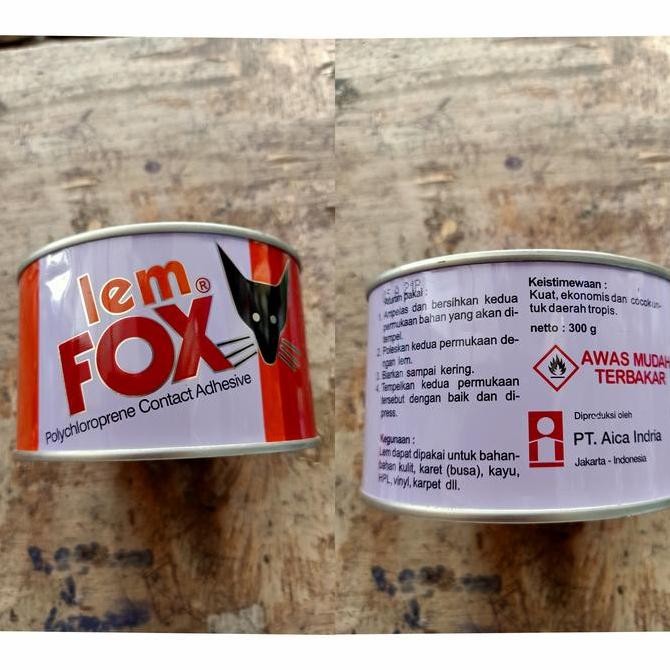 lem
FOX®
Polychloroprene Contact Adhesive
Aturan pakai :
1. Ampelas dan bersihkan kedua
permukaan bahan yang akan di-
tempel.
2. Poleskan kedua permukaan de-
ngan lem.
3. Biarkan sampai kering.
4. Tempelkan kedua permukaan
tersebut dengan baik dan di-
press.
Kegunaan :
Lem dapat dipakai untuk bahan-
bahan kulit, karet (busa), kayu,
HPL, vinyl, karpet dll.
Keistimewaan :
Kuat, ekonomis dan cocok un-
tuk daerah tropis.
netto : 300 g
AWAS MUDAH
TERBAKAR
Diproduksi oleh
PT. Aica Indria
Jakarta - Indonesia